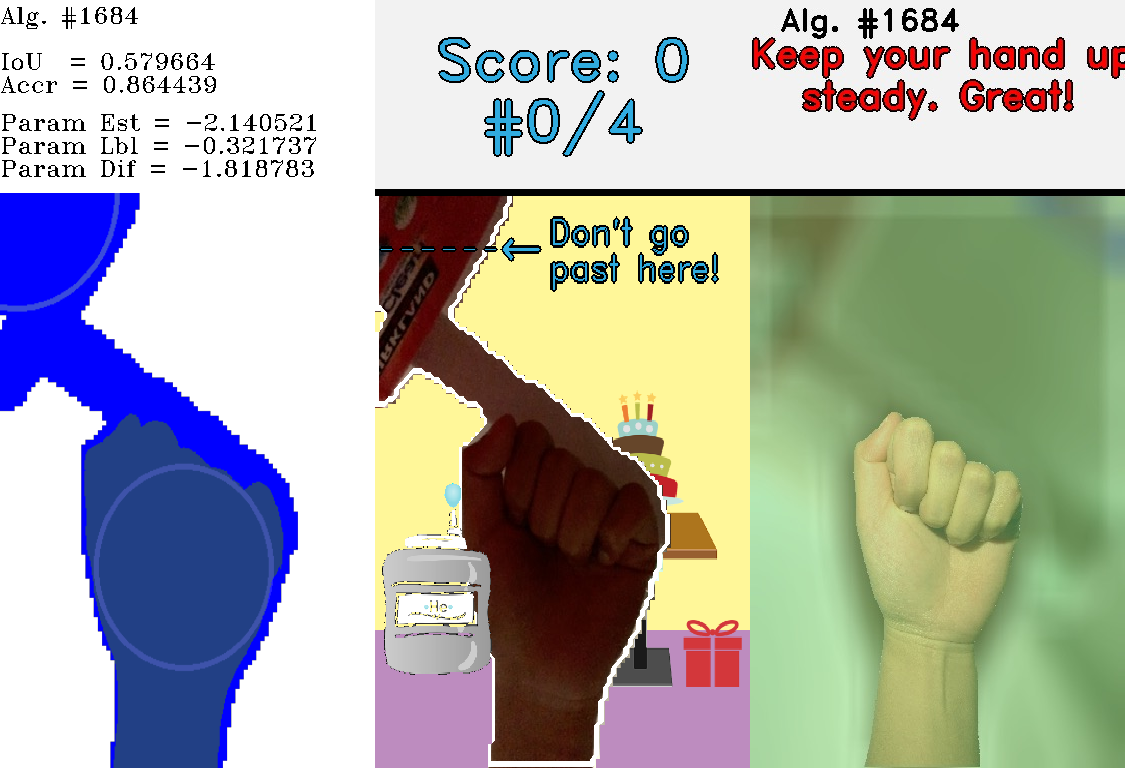 Alg. #1684
IoU = 0.579664
Accr = 0.864439
Param Est = −2.140521
Param Lbl = −0.321737
Param Dif = −1.818783
Score: 0
#0/4
Alg. #1684
Keep your hand up
steady. Great!
Don't go
past here!